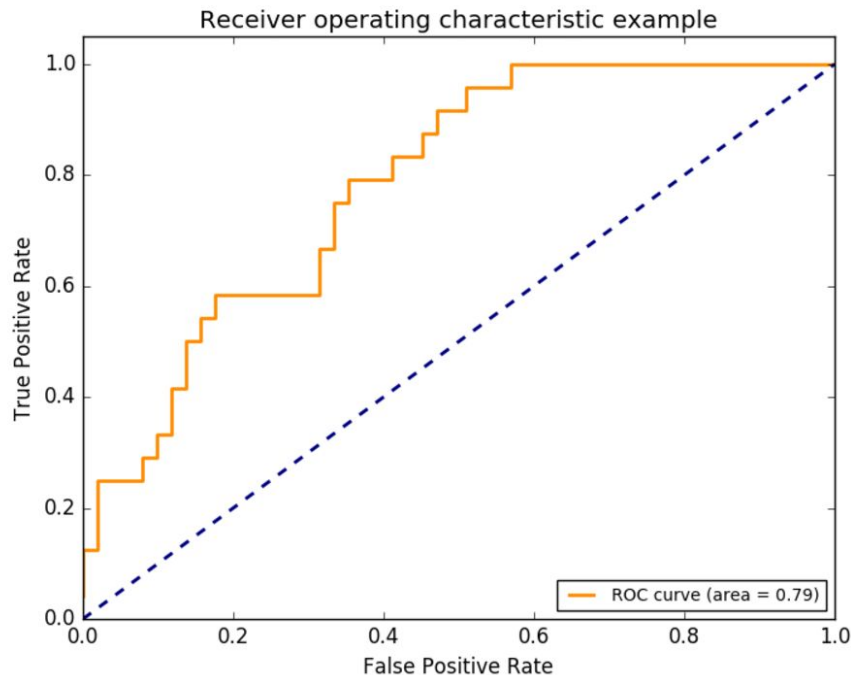 Receiver operating characteristic example
1.0
0.8
0.6
0.4
0.2
0.0
True Positive Rate
ROC curve (area = 0.79)
0.0 0.2 0.4 0.6 0.8 1.0
False Positive Rate